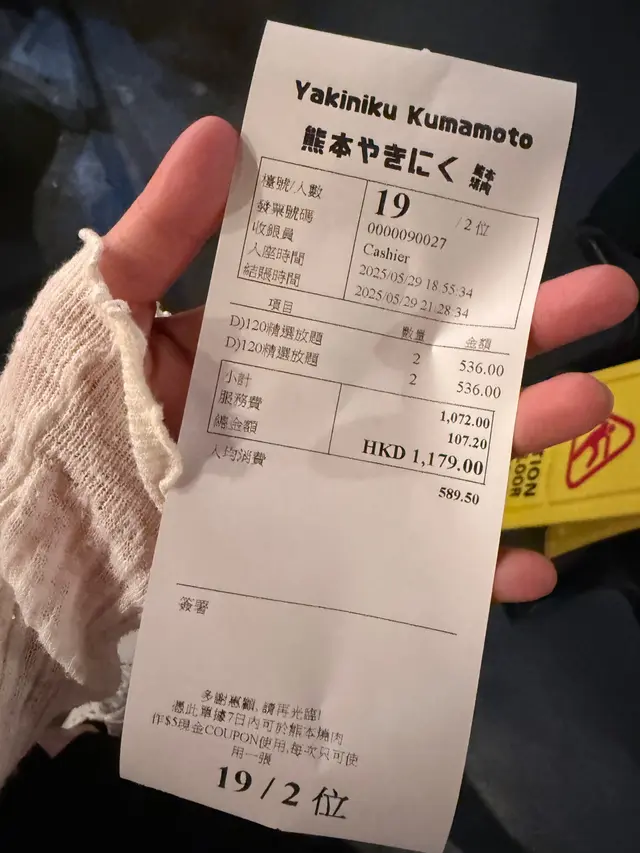 Yakiniku Kumamoto
熊本やきにく 熊本焼肉
檯號/人數 19 / 2 位
發票號碼 0000090027
收銀員 Cashier
入座時間 2025/05/29 18:55:34
結賬時間 2025/05/29 21:28:34
項目 數量 金額
D)120精選放題 2 536.00
D)120精選放題 2 536.00
小計 1,072.00
服務費 107.20
總金額 HKD 1,179.00
人均消費 589.50
簽署
多謝惠顧, 請再光臨!
憑此單據7日內可於熊本燒肉
作$5現金COUPON使用,每次只可使
用一張
19 / 2 位